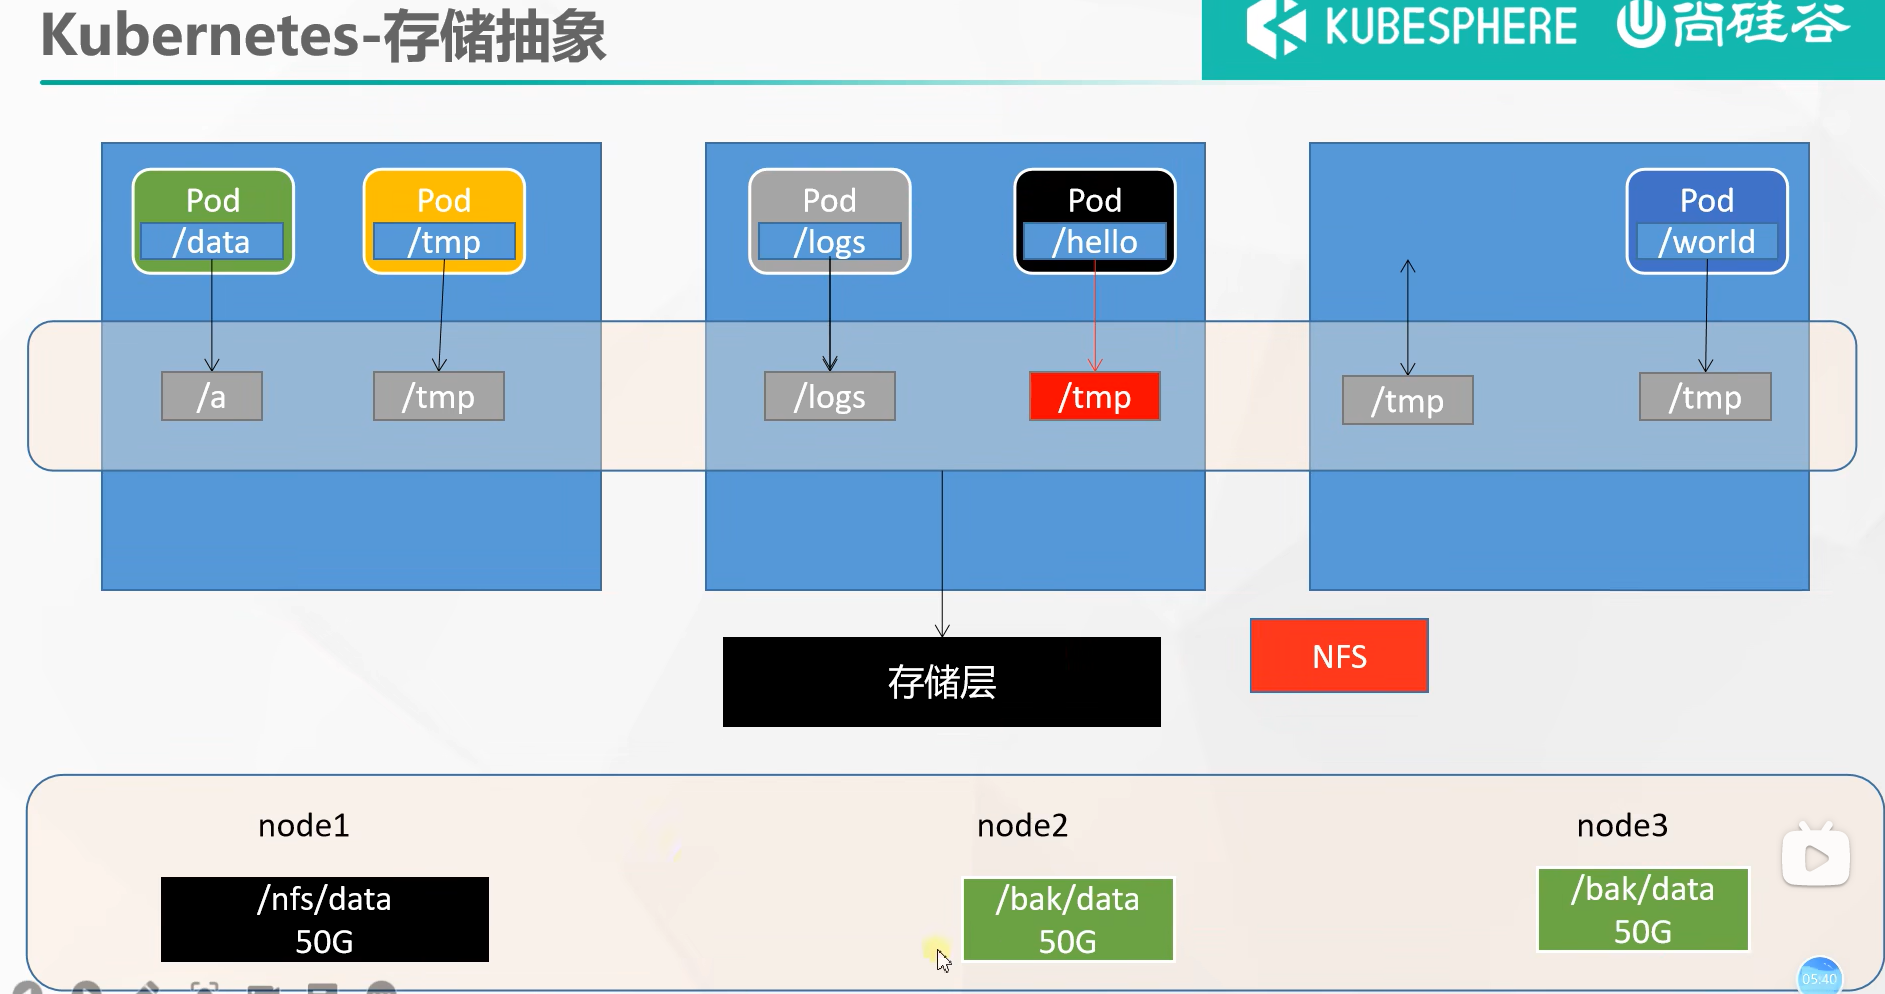 Kubernetes-存储抽象
KUBESPHERE
尚硅谷
Pod
/data
Pod
/tmp
Pod
/logs
Pod
/hello
Pod
/world
/a
/tmp
/logs
/tmp
/tmp
/tmp
存储层
NFS
node1
node2
node3
/nfs/data
50G
/bak/data
50G
/bak/data
50G
05:40